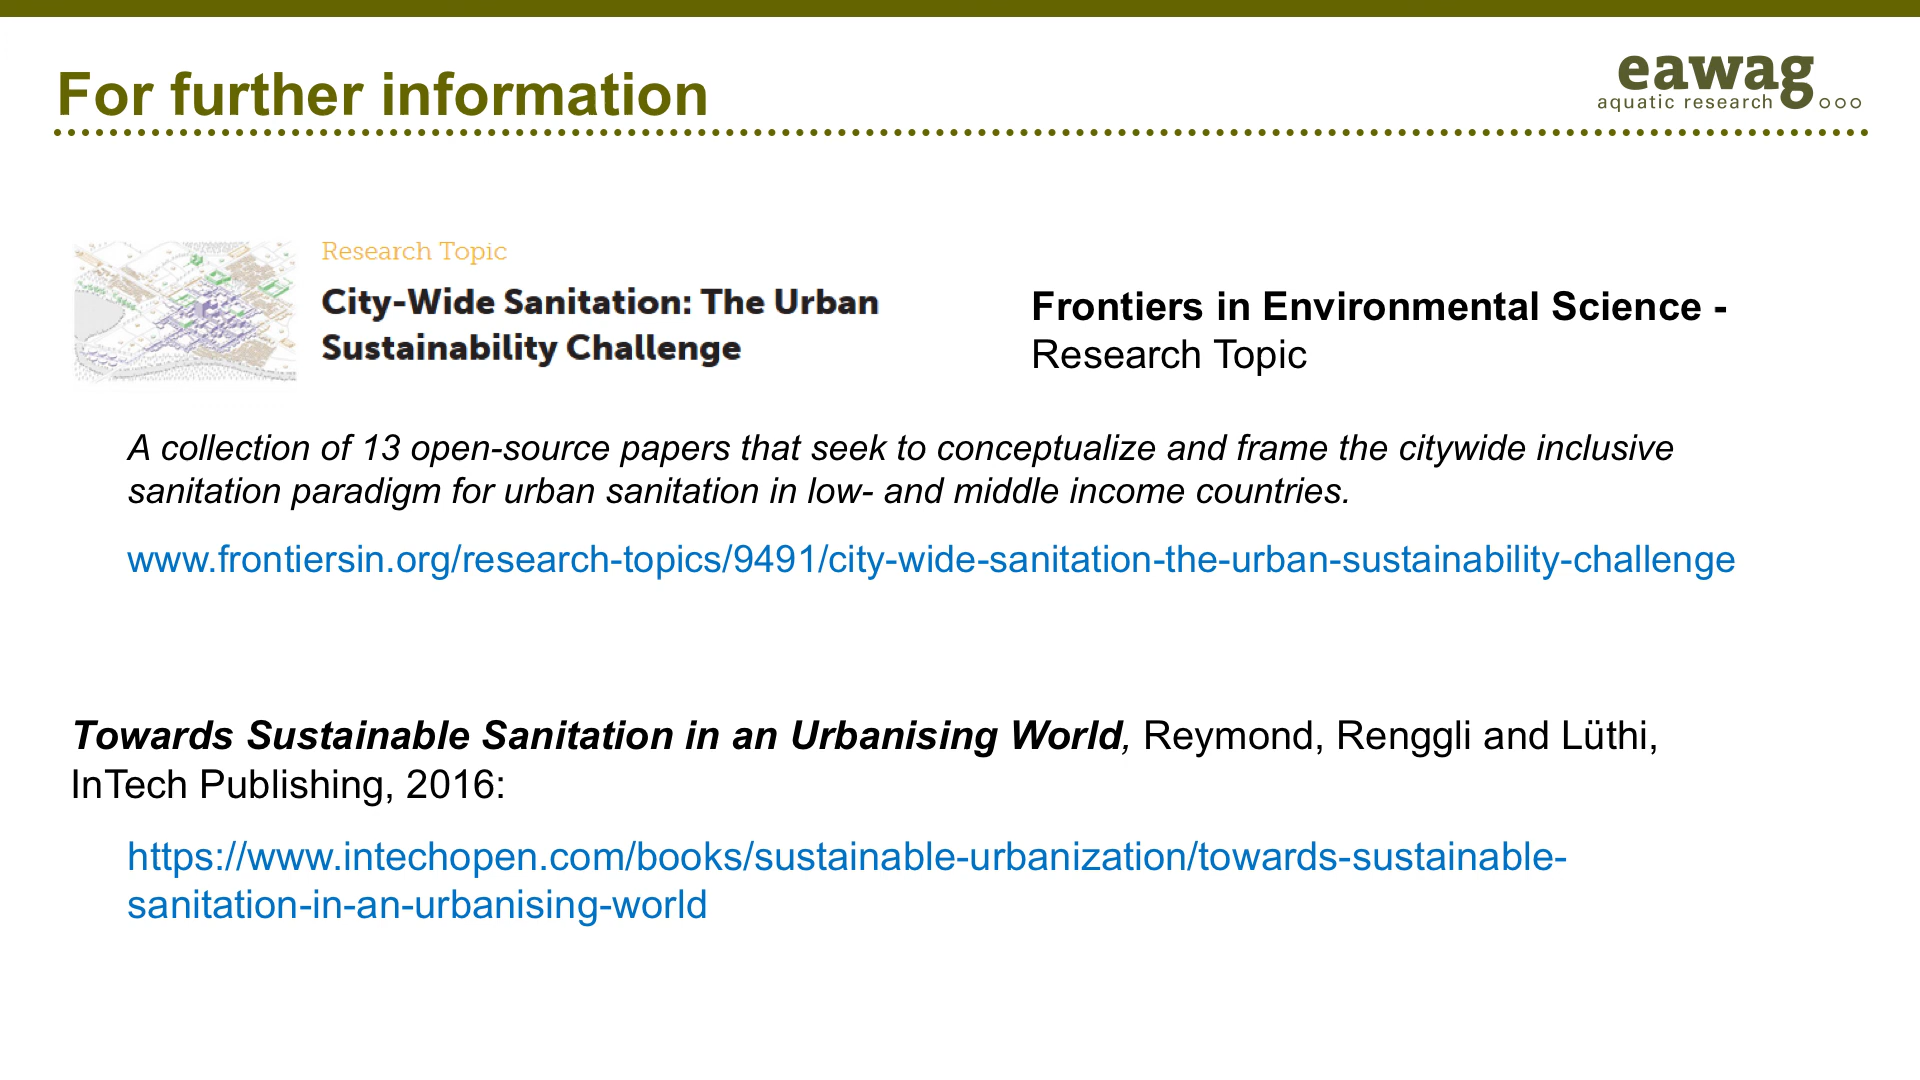 For further information
eawag
aquatic research
Research Topic
City-Wide Sanitation: The Urban
Sustainability Challenge
Frontiers in Environmental Science -
Research Topic
A collection of 13 open-source papers that seek to conceptualize and frame the citywide inclusive
sanitation paradigm for urban sanitation in low- and middle income countries.
www.frontiersin.org/research-topics/9491/city-wide-sanitation-the-urban-sustainability-challenge
Towards Sustainable Sanitation in an Urbanising World, Reymond, Renggli and Lüthi,
InTech Publishing, 2016:
https://www.intechopen.com/books/sustainable-urbanization/towards-sustainable-
sanitation-in-an-urbanising-world